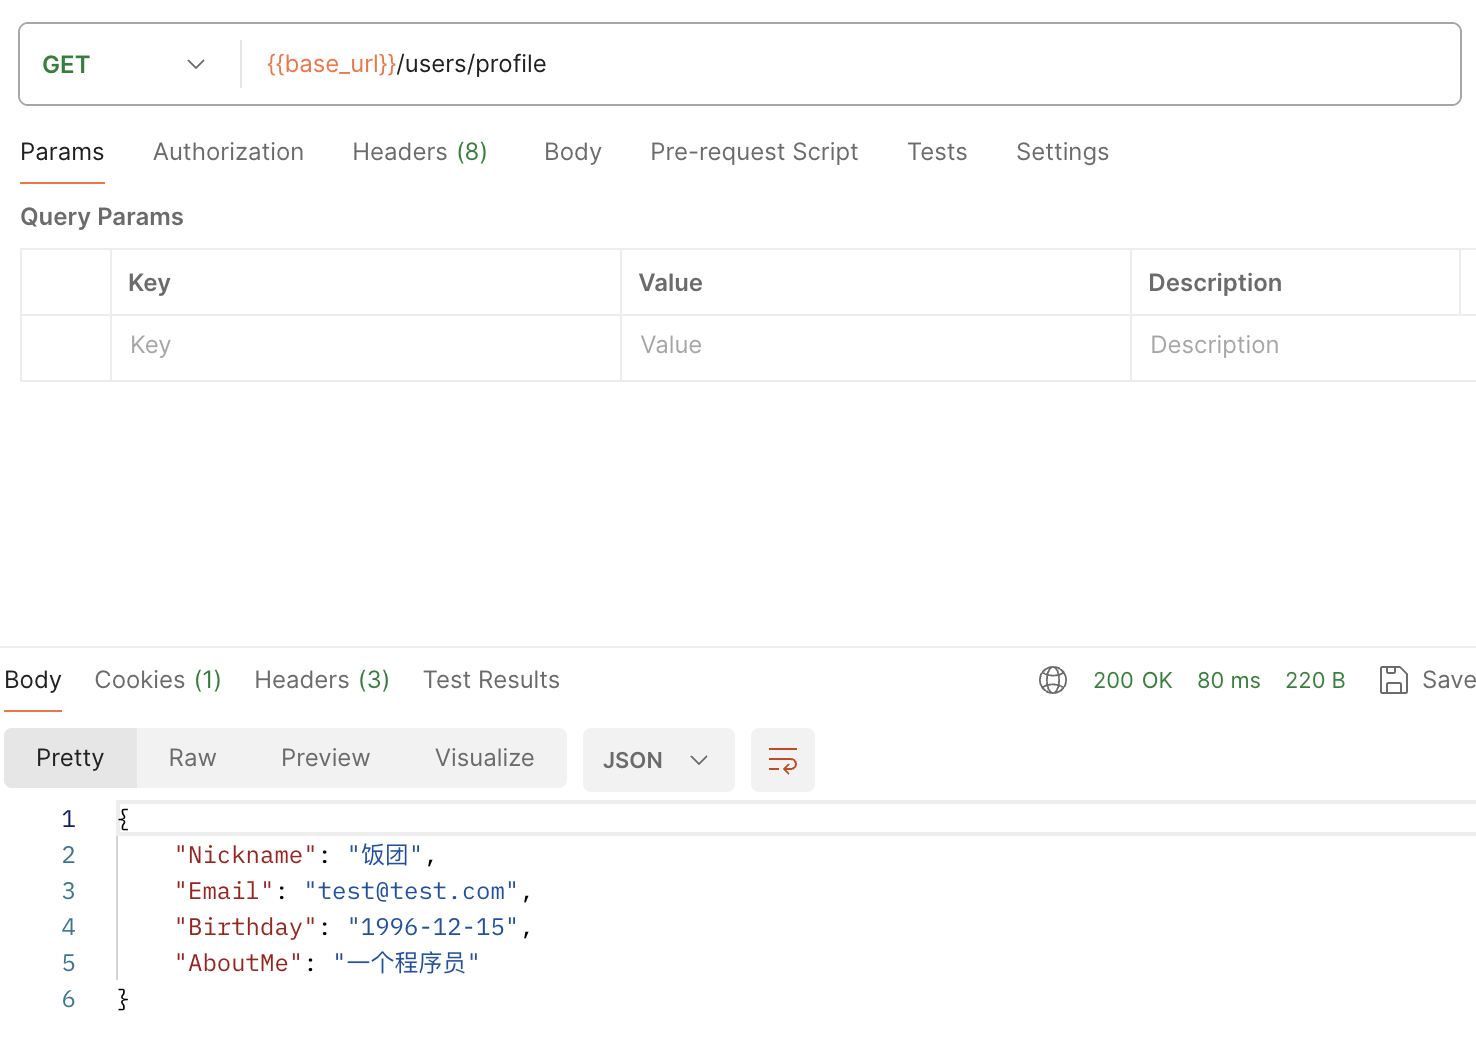 GET {{base_url}}/users/profile
Params Authorization Headers (8) Body Pre-request Script Tests Settings
Query Params
Key Value Description
Key Value Description
Body Cookies (1) Headers (3) Test Results 200 OK 80 ms 220 B Save
Pretty Raw Preview Visualize JSON
1 {
2 "Nickname": "饭团",
3 "Email": "test@test.com",
4 "Birthday": "1996-12-15",
5 "AboutMe": "一个程序员"
6 }